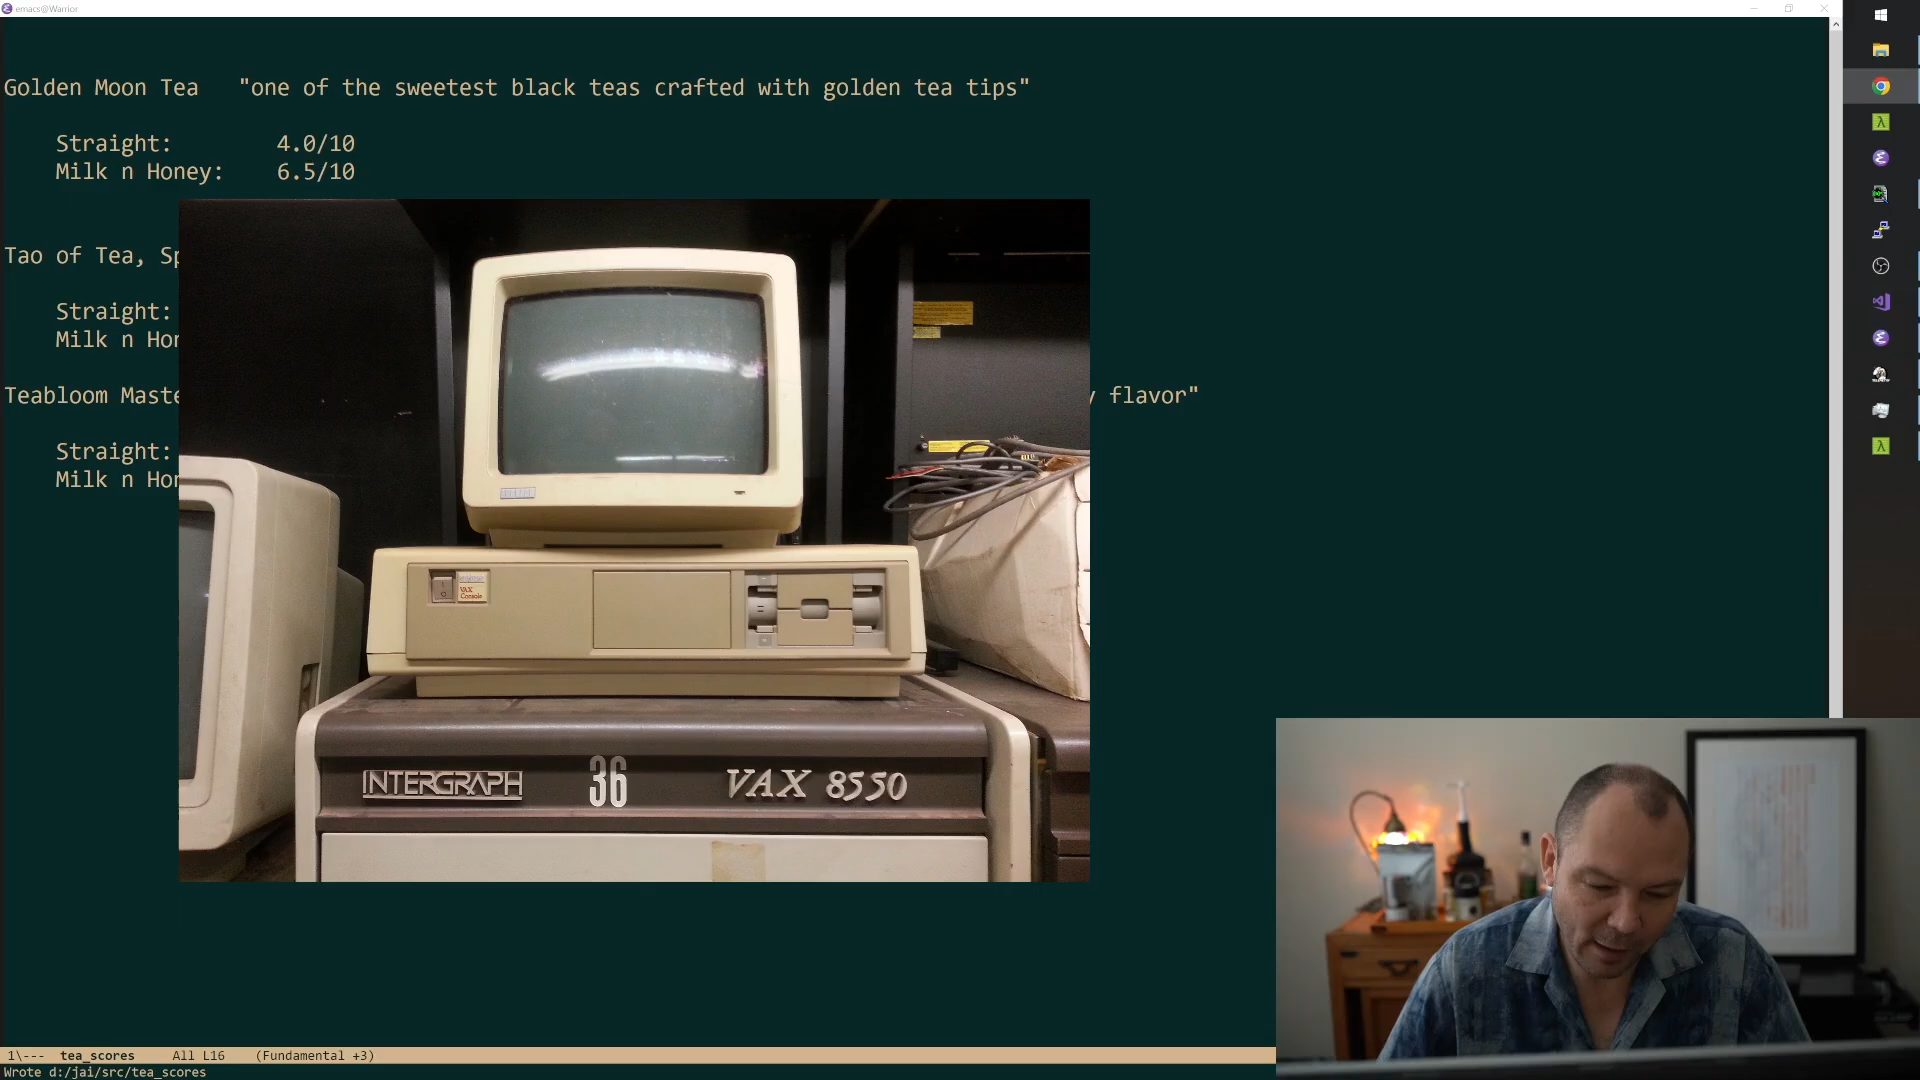 emacs@Warrior
Golden Moon Tea "one of the sweetest black teas crafted with golden tea tips"
Straight: 4.0/10
Milk n Honey: 6.5/10
Tao of Tea, Sp
Straight:
Milk n Hon
Teabloom Maste
y flavor"
Straight:
Milk n Hon
VAX
Console
INTERGRAPH 36 VAX 8550
1\--- tea_scores All L16 (Fundamental +3)
Wrote d:/jai/src/tea_scores